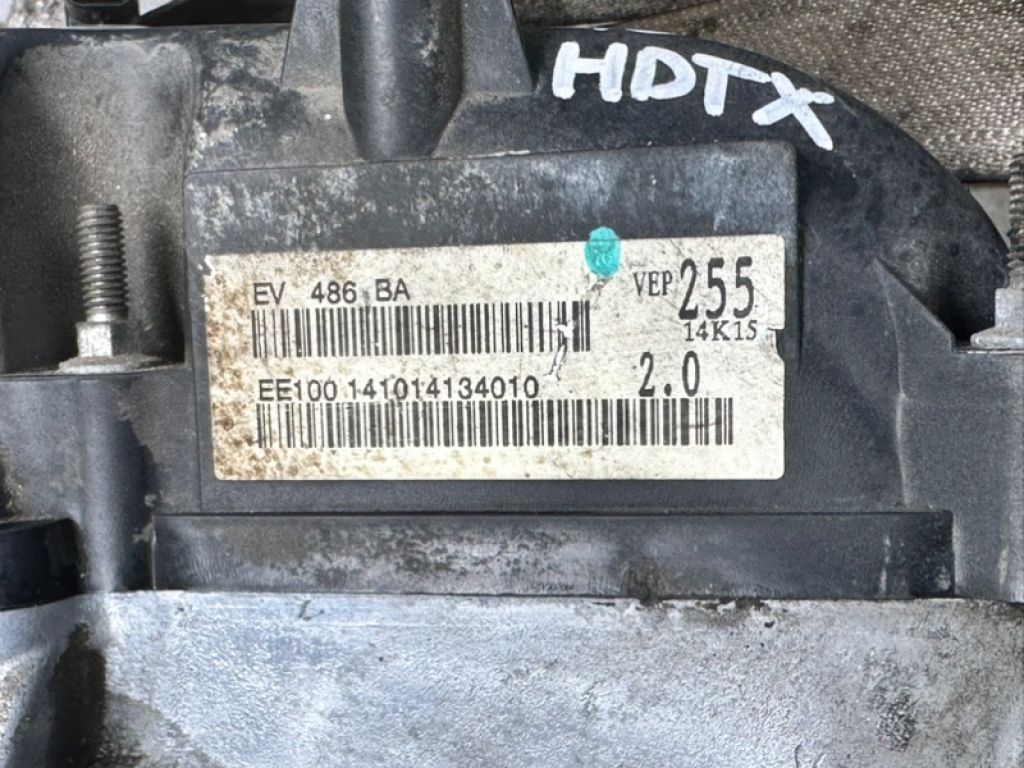 HDTX
EV 486 BA
VEP 255
14K15
EE100 141014134010
2.0